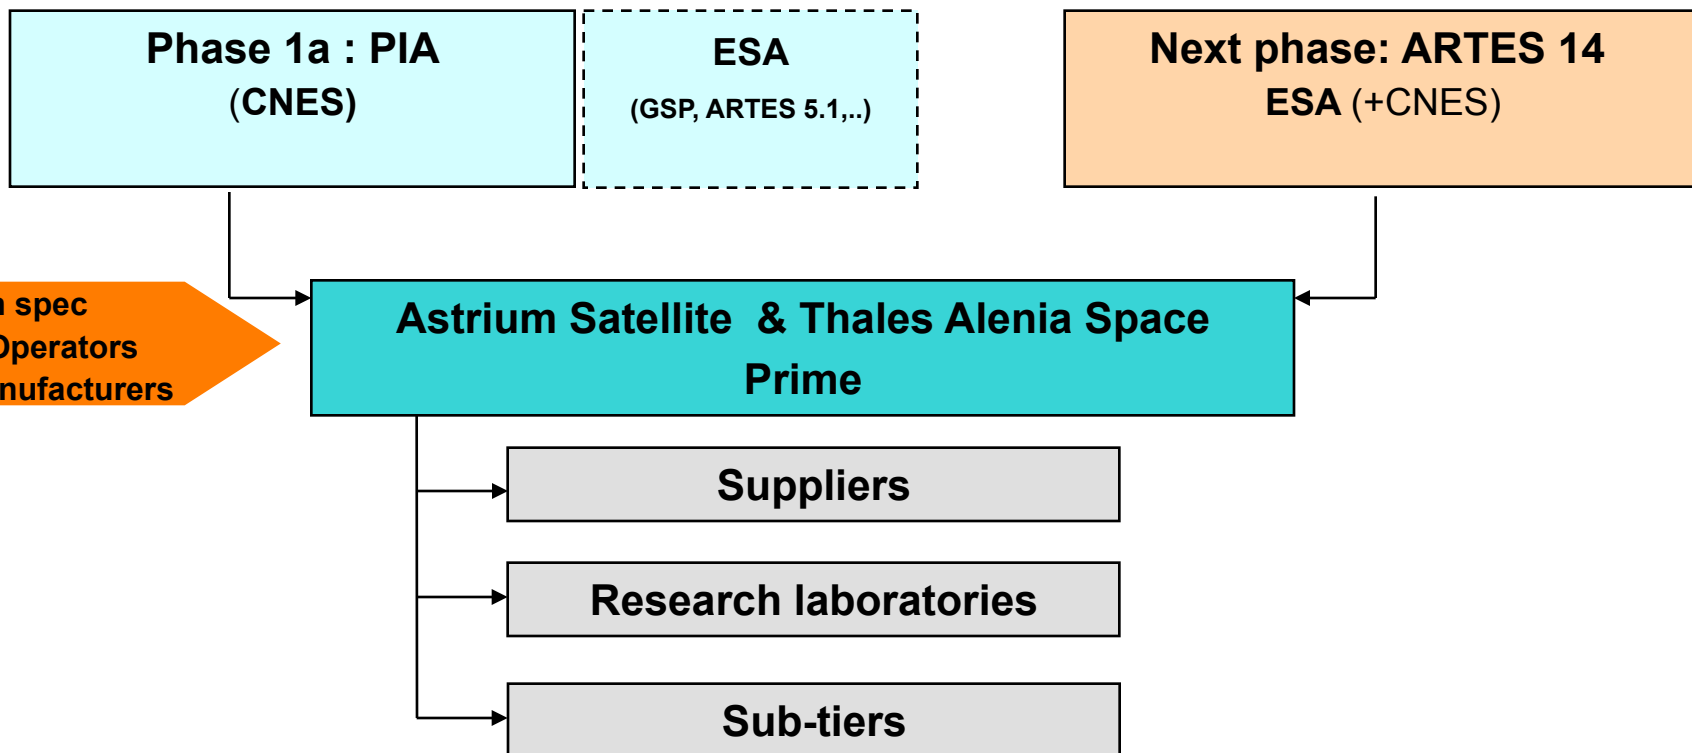 Phase 1a : PIA
(CNES)
ESA
(GSP, ARTES 5.1,..)
Next phase: ARTES 14
ESA (+CNES)
spec
Operators
Astrium Satellite & Thales Alenia Space
Prime
Suppliers
Research laboratories
Sub-tiers